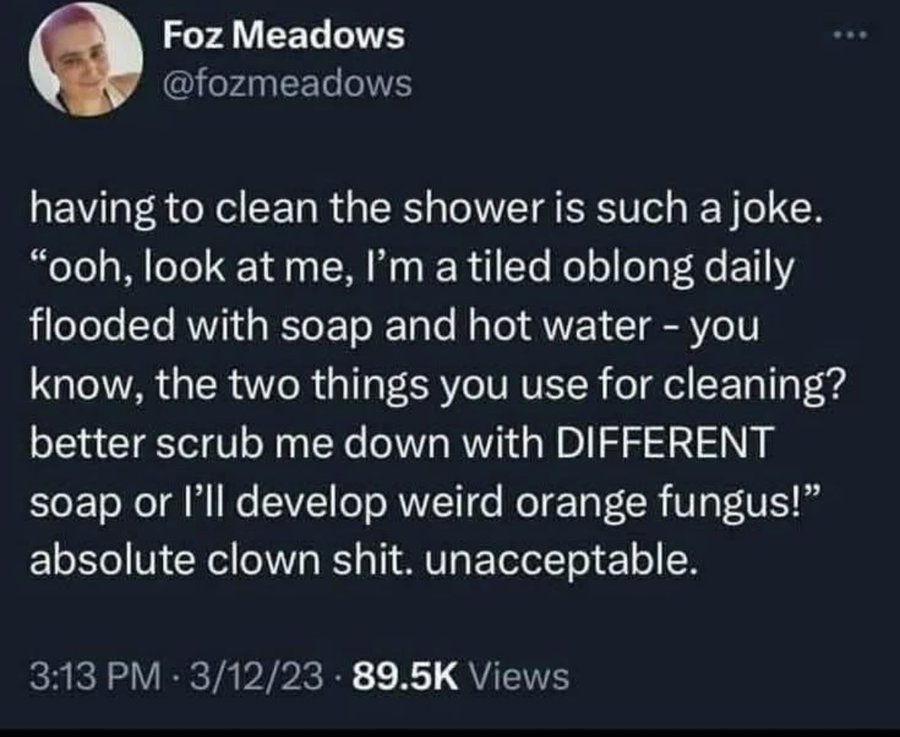 Foz Meadows
@fozmeadows
having to clean the shower is such a joke.
“ooh, look at me, I’m a tiled oblong daily
flooded with soap and hot water - you
know, the two things you use for cleaning?
better scrub me down with DIFFERENT
soap or I’ll develop weird orange fungus!”
absolute clown shit. unacceptable.
3:13 PM · 3/12/23 · 89.5K Views